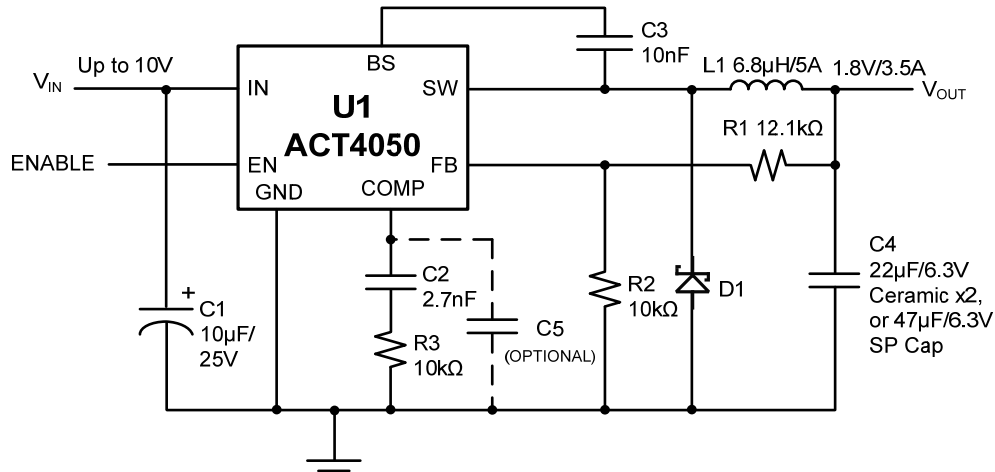 C3
10nF
BS
Up to 10V
L1 6.8µH/5A
1.8V/3.5A
VIN
IN
SW
VOUT
U1
ACT4050
R1 12.1kΩ
ENABLE
EN
FB
GND
COMP
C4
22µF/6.3V
Ceramic x2,
or 47µF/6.3V
SP Cap
C2
2.7nF
R2
10kΩ
D1
+
C1
10µF/
25V
C5
(OPTIONAL)
R3
10kΩ